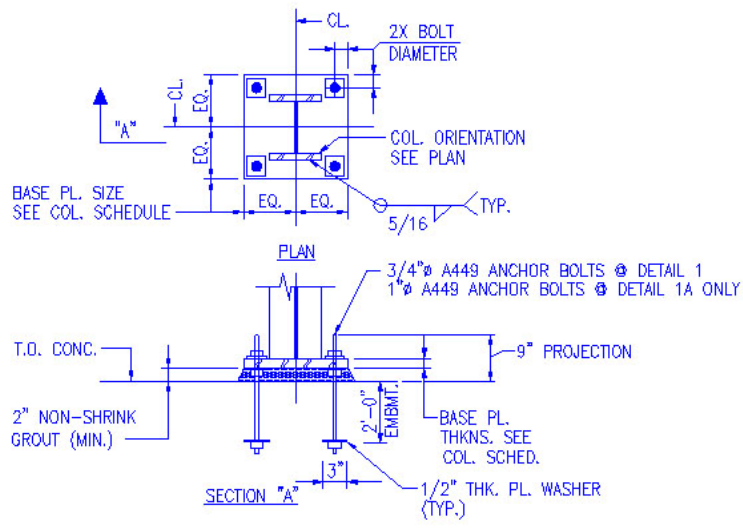 CL.
2X BOLT
DIAMETER
CL.
EQ.
"A"
EQ.
COL. ORIENTATION
SEE PLAN
BASE PL. SIZE
SEE COL. SCHEDULE
EQ.
EQ.
TYP.
5/16
PLAN
3/4"ø A449 ANCHOR BOLTS @ DETAIL 1
1"ø A449 ANCHOR BOLTS @ DETAIL 1A ONLY
T.O. CONC.
9" PROJECTION
2" NON-SHRINK
GROUT (MIN.)
2'-0"
EMBMT.
BASE PL.
THKNS. SEE
COL. SCHED.
3"
SECTION "A"
1/2" THK. PL. WASHER
(TYP.)